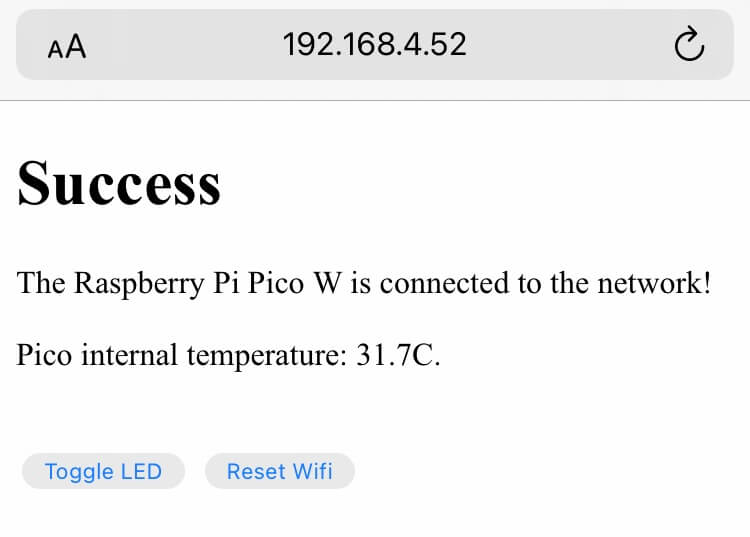 AA 192.168.4.52
Success
The Raspberry Pi Pico W is connected to the network!
Pico internal temperature: 31.7C.
Toggle LED Reset Wifi